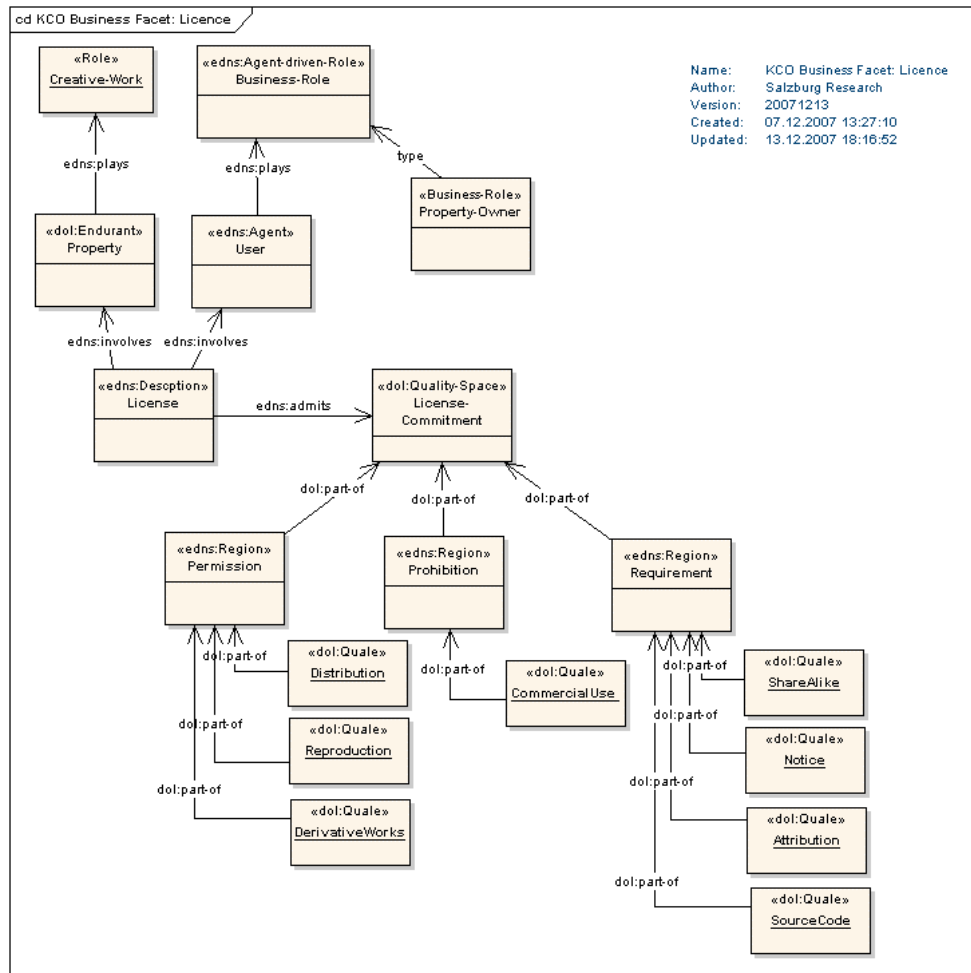 cd KCO Business Facet: Licence
«Role»
Creative-Work
«edns:Agent-driven-Role»
Business-Role
Name: KCO Business Facet: Licence
Author: Salzburg Research
Version: 20071213
Created: 07.12.2007 13:27:10
Updated: 13.12.2007 18:16:52
edns:plays
edns:plays
type
«Business-Role»
Property-Owner
«dol:Endurant»
Property
«edns:Agent»
User
edns:involves
edns:involves
«edns:Descption»
License
edns:admits
«dol:Quality-Space»
License-
Commitment
dol:part-of
dol:part-of
dol:part-of
«edns:Region»
Permission
«edns:Region»
Prohibition
«edns:Region»
Requirement
dol:part-of
«dol:Quale»
Distribution
dol:part-of
«dol:Quale»
CommercialUse
dol:part-of
«dol:Quale»
ShareAlike
dol:part-of
«dol:Quale»
Reproduction
dol:part-of
«dol:Quale»
Notice
dol:part-of
«dol:Quale»
DerivativeWorks
dol:part-of
«dol:Quale»
Attribution
dol:part-of
«dol:Quale»
SourceCode